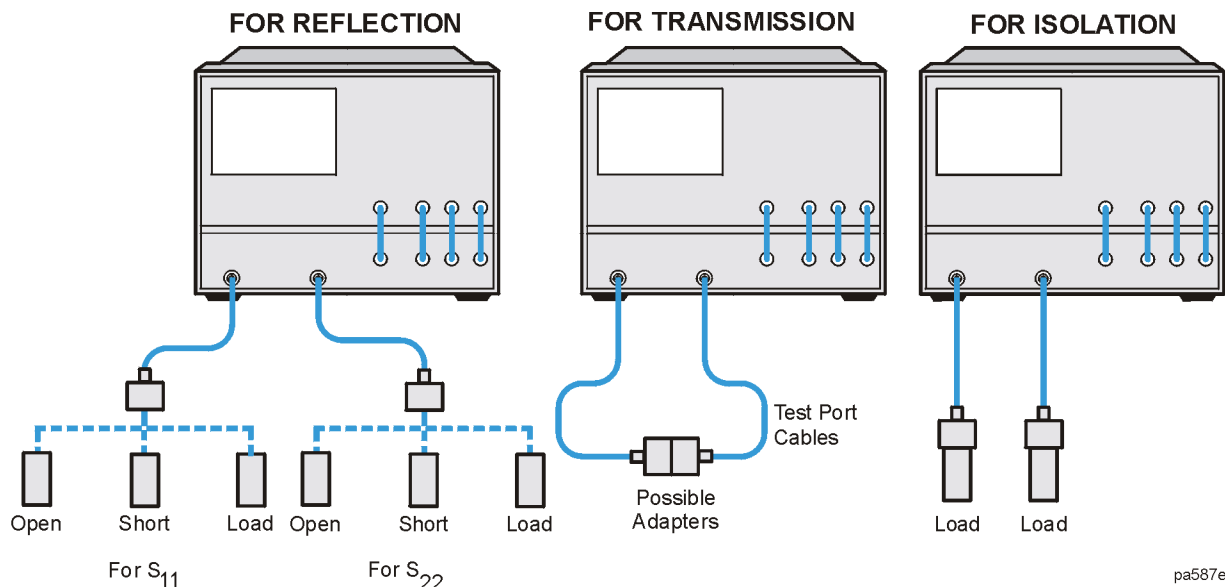 FOR REFLECTION
FOR TRANSMISSION
FOR ISOLATION
Test Port
Cables
Open
Short
Load
Open
Short
Load
Possible
Adapters
Load
Load
For S11
For S22
pa587e